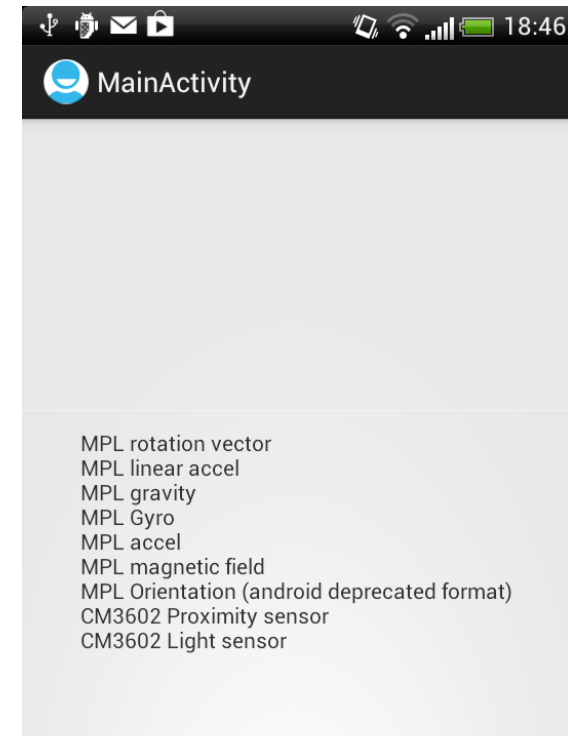 18:46
MainActivity
MPL rotation vector
MPL linear accel
MPL gravity
MPL Gyro
MPL accel
MPL magnetic field
MPL Orientation (android deprecated format)
CM3602 Proximity sensor
CM3602 Light sensor